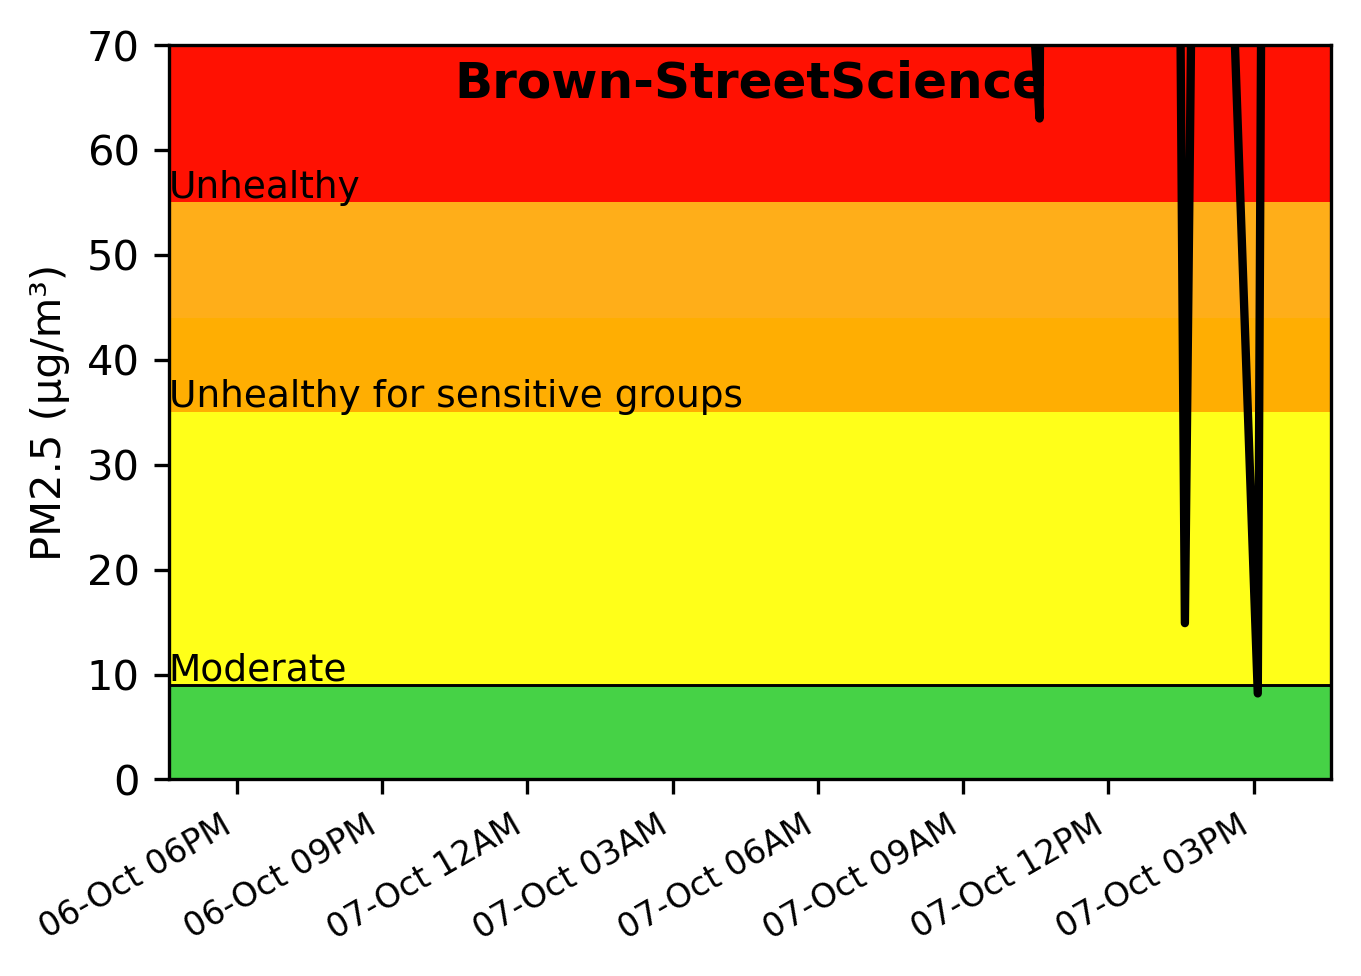 70
Brown-StreetScience
60
Unhealthy
50
40
Unhealthy for sensitive groups
30
20
10
Moderate
0
PM2.5 (µg/m³)
06-Oct 06PM
06-Oct 09PM
07-Oct 12AM
07-Oct 03AM
07-Oct 06AM
07-Oct 09AM
07-Oct 12PM
07-Oct 03PM